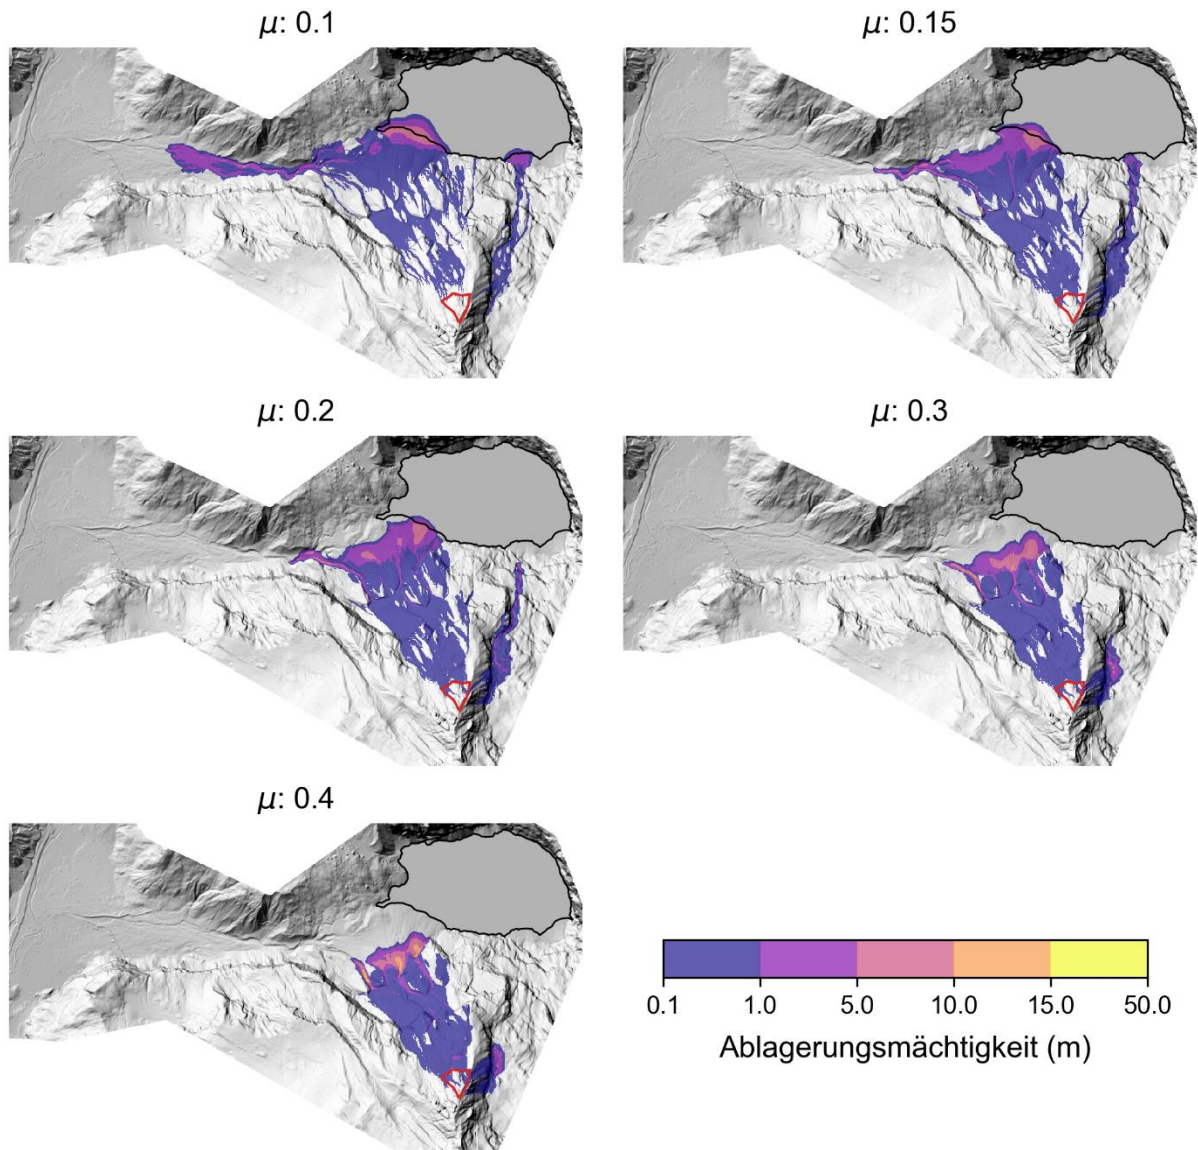 μ: 0.1
μ: 0.15
μ: 0.2
μ: 0.3
μ: 0.4
0.1 1.0 5.0 10.0 15.0 50.0
Ablagerungsmächtigkeit (m)